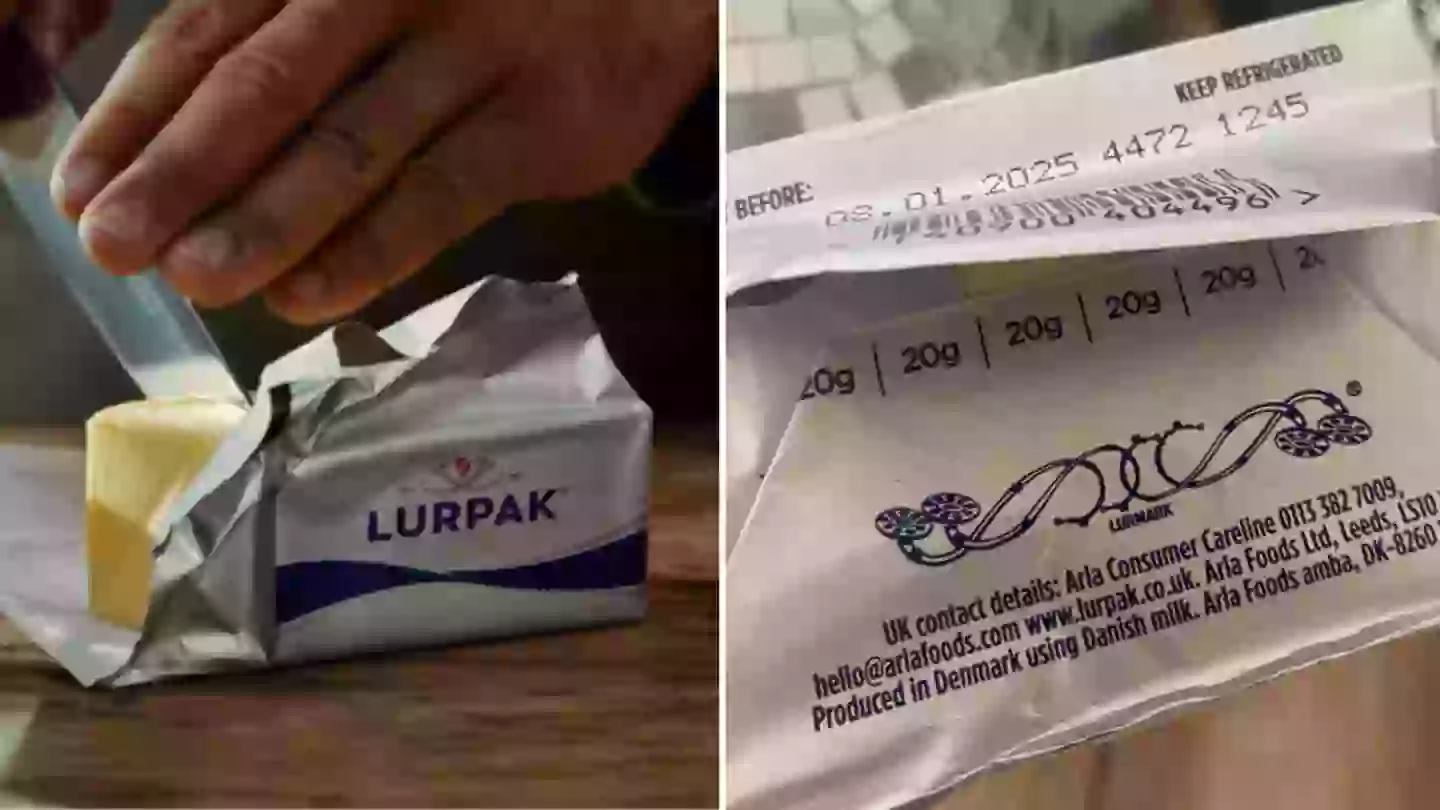 LURPAK
KEEP REFRIGERATED
BEFORE: 08.01.2025 4472 1245
404496 >
20g | 20g | 20g | 20g | 20g |
®
LURMARK
UK contact details: Arla Consumer Careline 0113 382 7009,
hello@arlafoods.com www.lurpak.co.uk. Arla Foods Ltd, Leeds, LS10
Produced in Denmark using Danish milk. Arla Foods amba, DK-8260